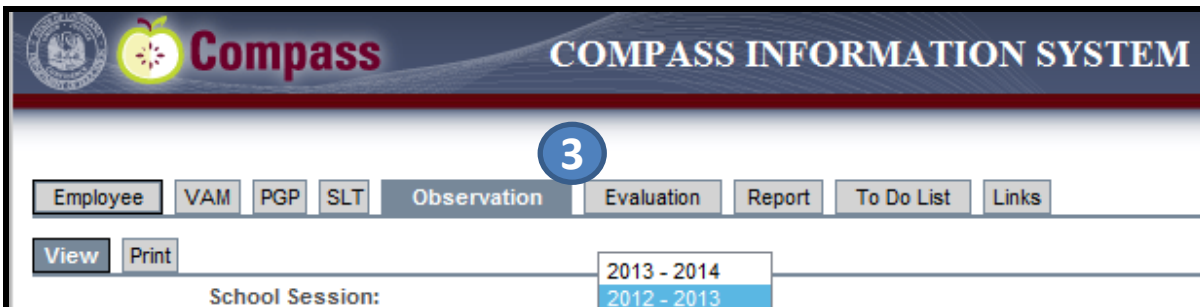 Compass COMPASS INFORMATION SYSTEM
3
Employee VAM PGP SLT Observation Evaluation Report To Do List Links
View Print
2013 - 2014
School Session: 2012 - 2013